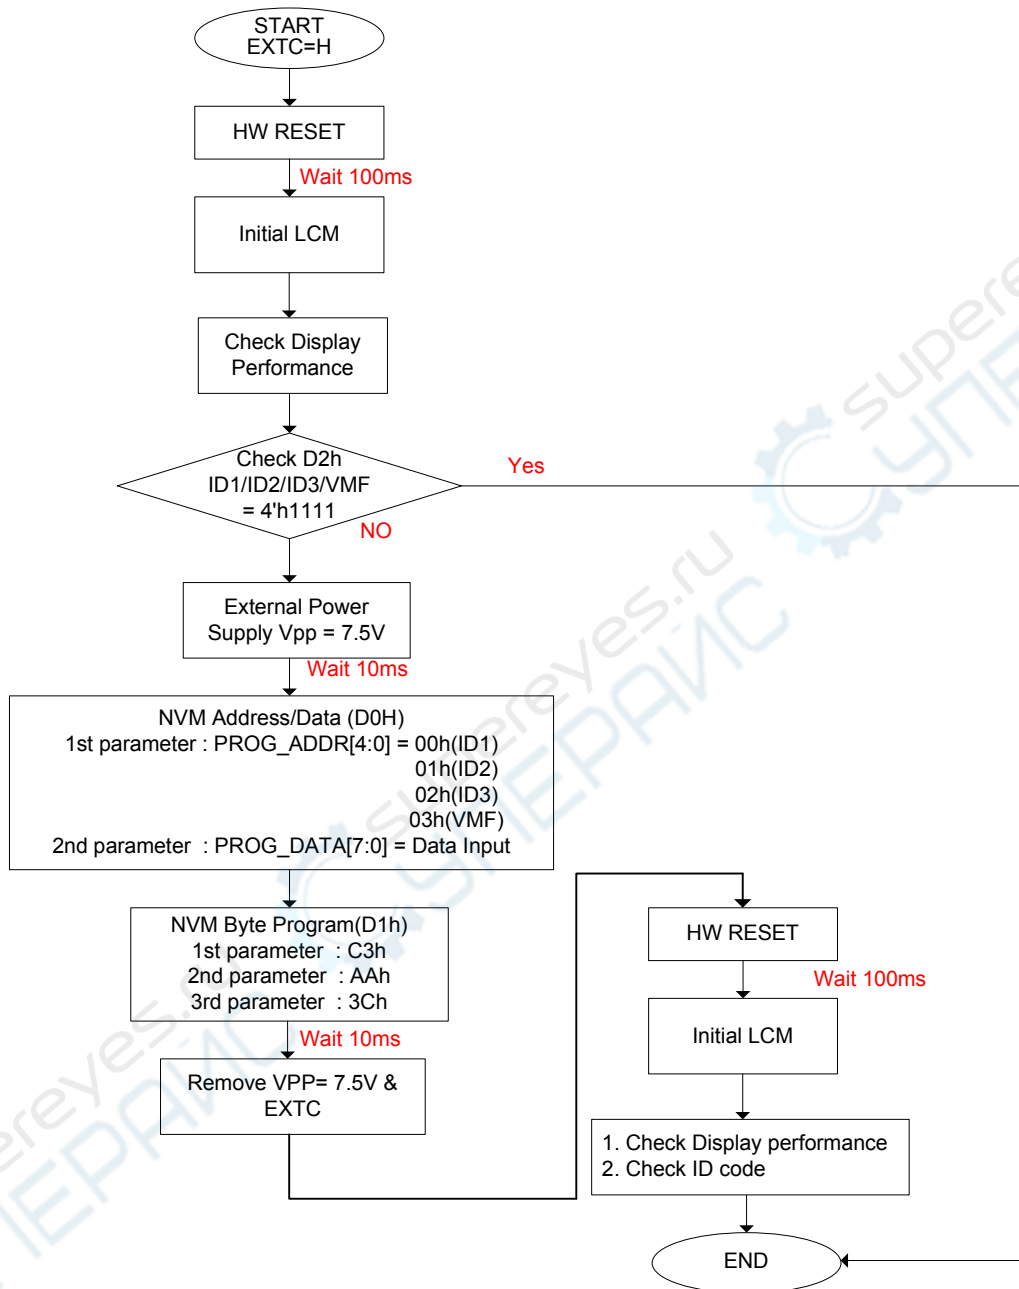 START
EXTC=H
HW RESET
Wait 100ms
Initial LCM
Check Display
Performance
Check D2h
ID1/ID2/ID3/VMF
= 4'h1111
Yes
NO
External Power
Supply Vpp = 7.5V
Wait 10ms
NVM Address/Data (D0H)
1st parameter : PROG_ADDR[4:0] = 00h(ID1)
01h(ID2)
02h(ID3)
03h(VMF)
2nd parameter : PROG_DATA[7:0] = Data Input
NVM Byte Program(D1h)
1st parameter : C3h
2nd parameter : AAh
3rd parameter : 3Ch
Wait 10ms
Remove VPP= 7.5V &
EXTC
HW RESET
Wait 100ms
Initial LCM
1. Check Display performance
2. Check ID code
END
supereyes.ru
СУПЕРАЙС